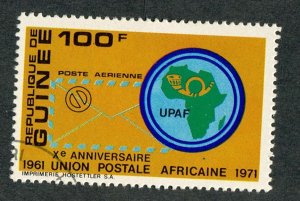 REPUBLIQUE DE
GUINEE
100F
POSTE AERIENNE
UPAF
Xe ANNIVERSAIRE
1961 UNION POSTALE AFRICAINE 1971
IMPRIMERIE HOSTETTLER S.A.